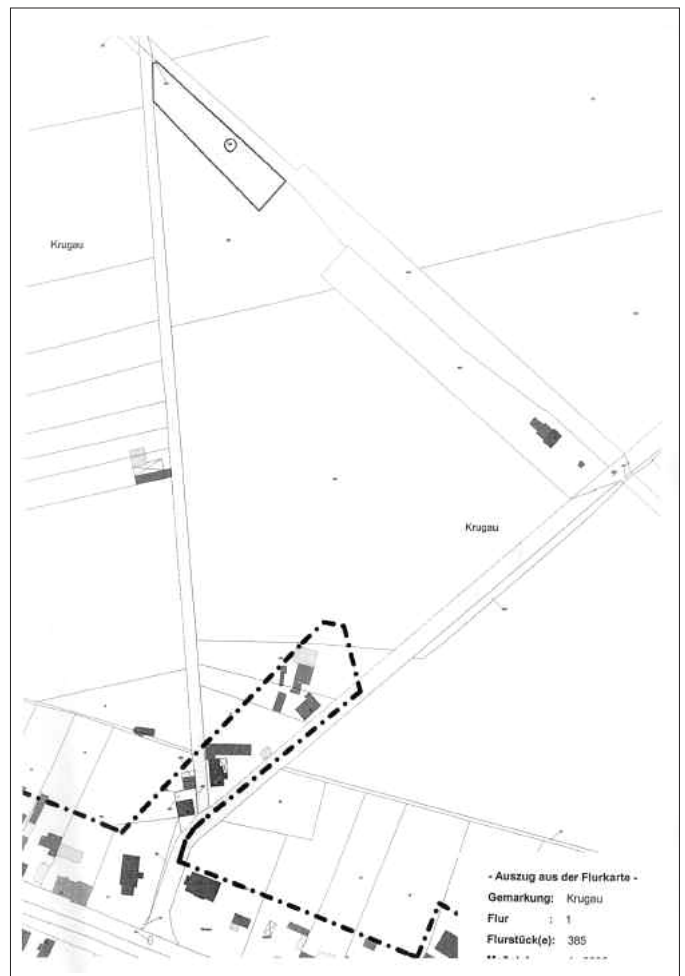 Krugau
Krugau
- Auszug aus der Flurkarte -
Gemarkung: Krugau
Flur : 1
Flurstück(e): 385